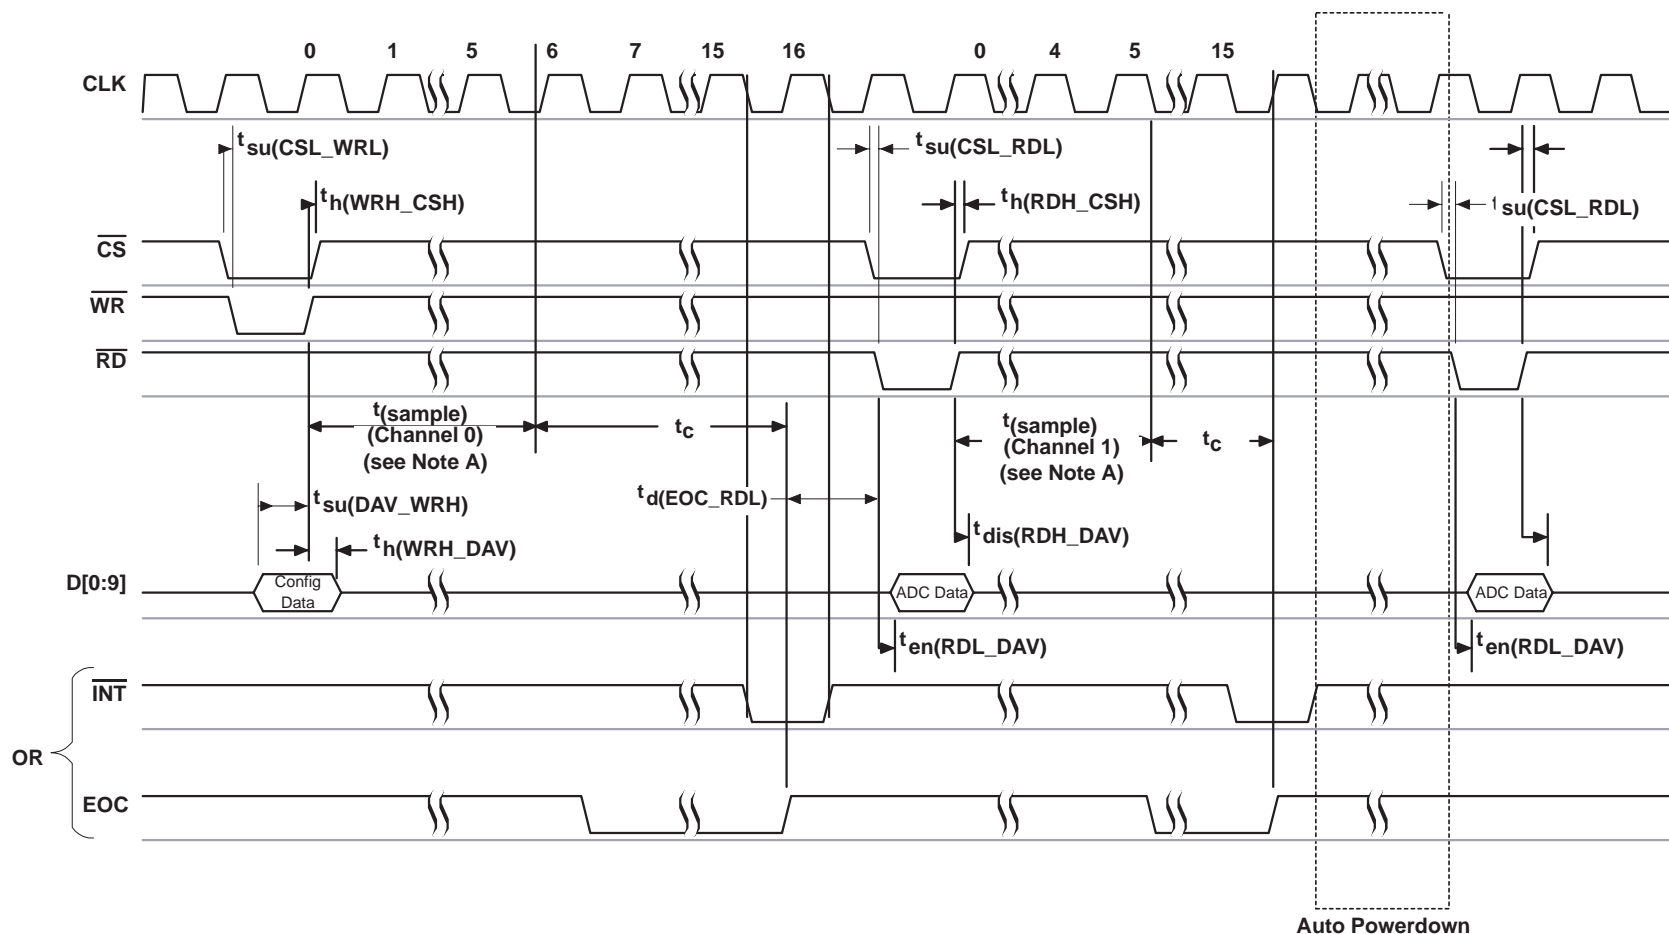 0 1 5 6 7 15 16 0 4 5 15
CLK
tsu(CSL_WRL)
tsu(CSL_RDL)
th(WRH_CSH)
th(RDH_CSH)
su(CSL_RDL)
CS
WR
RD
t(sample)
(Channel 0)
(see Note A)
tc
t(sample)
(Channel 1)
(see Note A)
tc
tsu(DAV_WRH)
td(EOC_RDL)
th(WRH_DAV)
tdis(RDH_DAV)
D[0:9]
Config
Data
ADC Data
ADC Data
ten(RDL_DAV)
ten(RDL_DAV)
INT
OR
EOC
Auto Powerdown